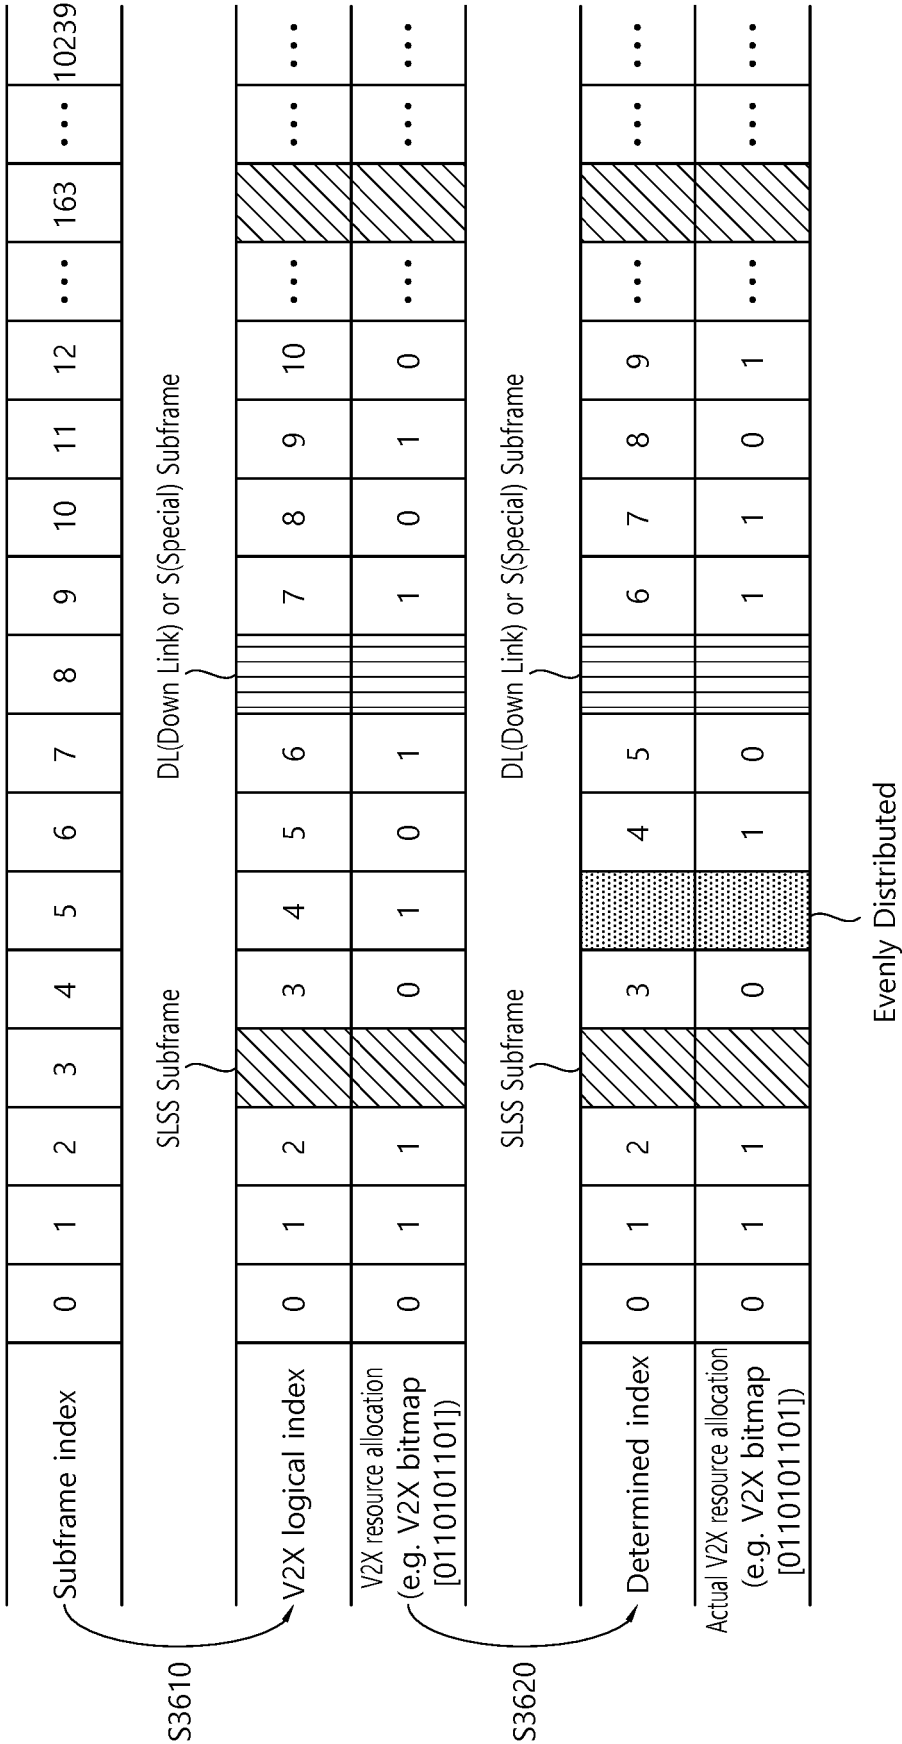 Subframe index 0 1 2 3 4 5 6 7 8 9 10 11 12 ••• 163 ••• 10239
S3610
SLSS Subframe DL(Down Link) or S(Special) Subframe
V2X logical index 0 1 2 3 4 5 6 7 8 9 10 ••• ••• •••
V2X resource allocation
(e.g. V2X bitmap 0 1 1 0 1 0 1 1 0 1 0 ••• ••• •••
[0110101101])
S3620
SLSS Subframe DL(Down Link) or S(Special) Subframe
Determined index 0 1 2 3 4 5 6 7 8 9 ••• ••• •••
Actual V2X resource allocation
(e.g. V2X bitmap 0 1 1 0 1 0 1 1 0 1 ••• ••• •••
[0110101101])
Evenly Distributed